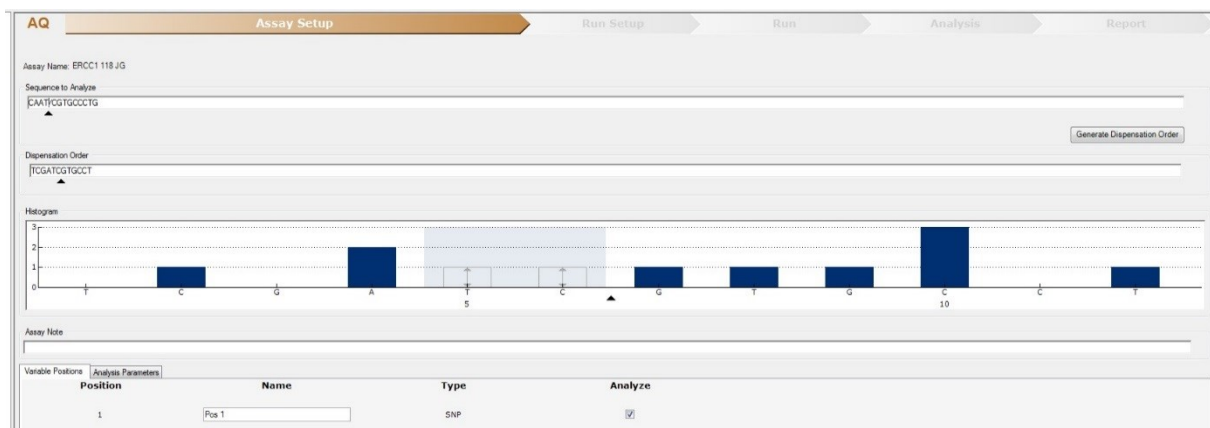 AQ Assay Setup Run Setup Run Analysis Report
Assay Name: ERCC1 118 JG
Sequence to Analyze
CAAT/CGTGCCCTG
Generate Dispensation Order
Dispensation Order
TCGATCGTGCCT
Histogram
3
2
1
0
T C G A T C G T G C C T
5 10
Assay Note
Variable Positions Analysis Parameters
Position Name Type Analyze
1 Pos 1 SNP